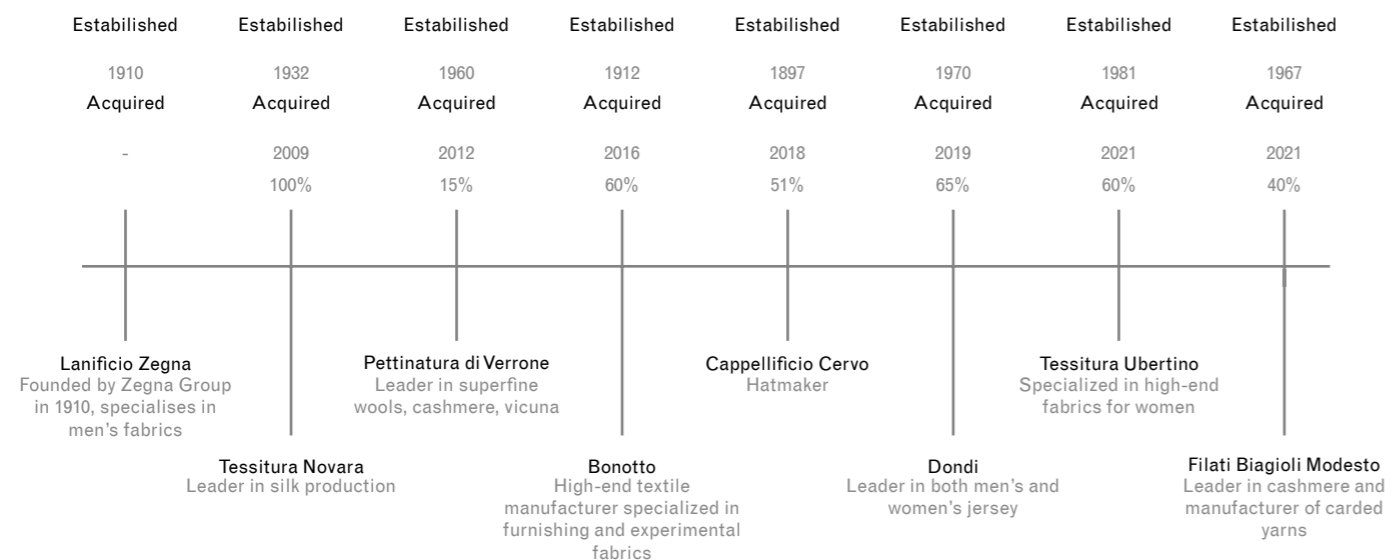 Estabilished Estabilished Estabilished Estabilished Estabilished Estabilished Estabilished Estabilished
1910 1932 1960 1912 1897 1970 1981 1967
Acquired Acquired Acquired Acquired Acquired Acquired Acquired Acquired
- 2009 2012 2016 2018 2019 2021 2021
100% 15% 60% 51% 65% 60% 40%
Lanificio Zegna
Founded by Zegna Group
in 1910, specialises in
men's fabrics
Tessitura Novara
Leader in silk production
Pettinatura di Verrone
Leader in superfine
wools, cashmere, vicuna
Bonotto
High-end textile
manufacturer specialized in
furnishing and experimental
fabrics
Cappellificio Cervo
Hatmaker
Dondi
Leader in both men's and
women's jersey
Tessitura Ubertino
Specialized in high-end
fabrics for women
Filati Biagioli Modesto
Leader in cashmere and
manufacturer of carded
yarns